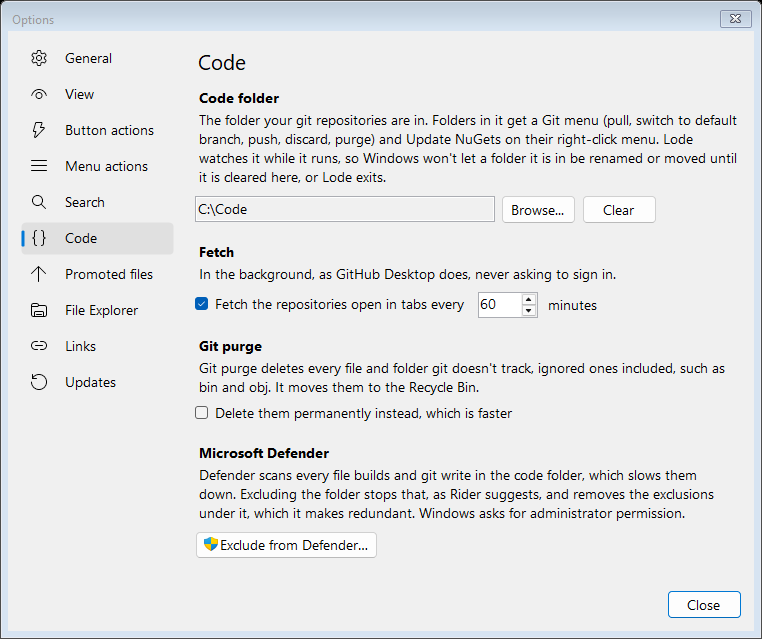 Options
General
View
Button actions
Menu actions
Search
Code
Promoted files
File Explorer
Links
Updates
Code
Code folder
The folder your git repositories are in. Folders in it get a Git menu (pull, switch to default
branch, push, discard, purge) and Update NuGets on their right-click menu. Lode
watches it while it runs, so Windows won't let a folder it is in be renamed or moved until
it is cleared here, or Lode exits.
C:\Code
Browse...
Clear
Fetch
In the background, as GitHub Desktop does, never asking to sign in.
Fetch the repositories open in tabs every 60 minutes
Git purge
Git purge deletes every file and folder git doesn't track, ignored ones included, such as
bin and obj. It moves them to the Recycle Bin.
Delete them permanently instead, which is faster
Microsoft Defender
Defender scans every file builds and git write in the code folder, which slows them
down. Excluding the folder stops that, as Rider suggests, and removes the exclusions
under it, which it makes redundant. Windows asks for administrator permission.
Exclude from Defender...
Close